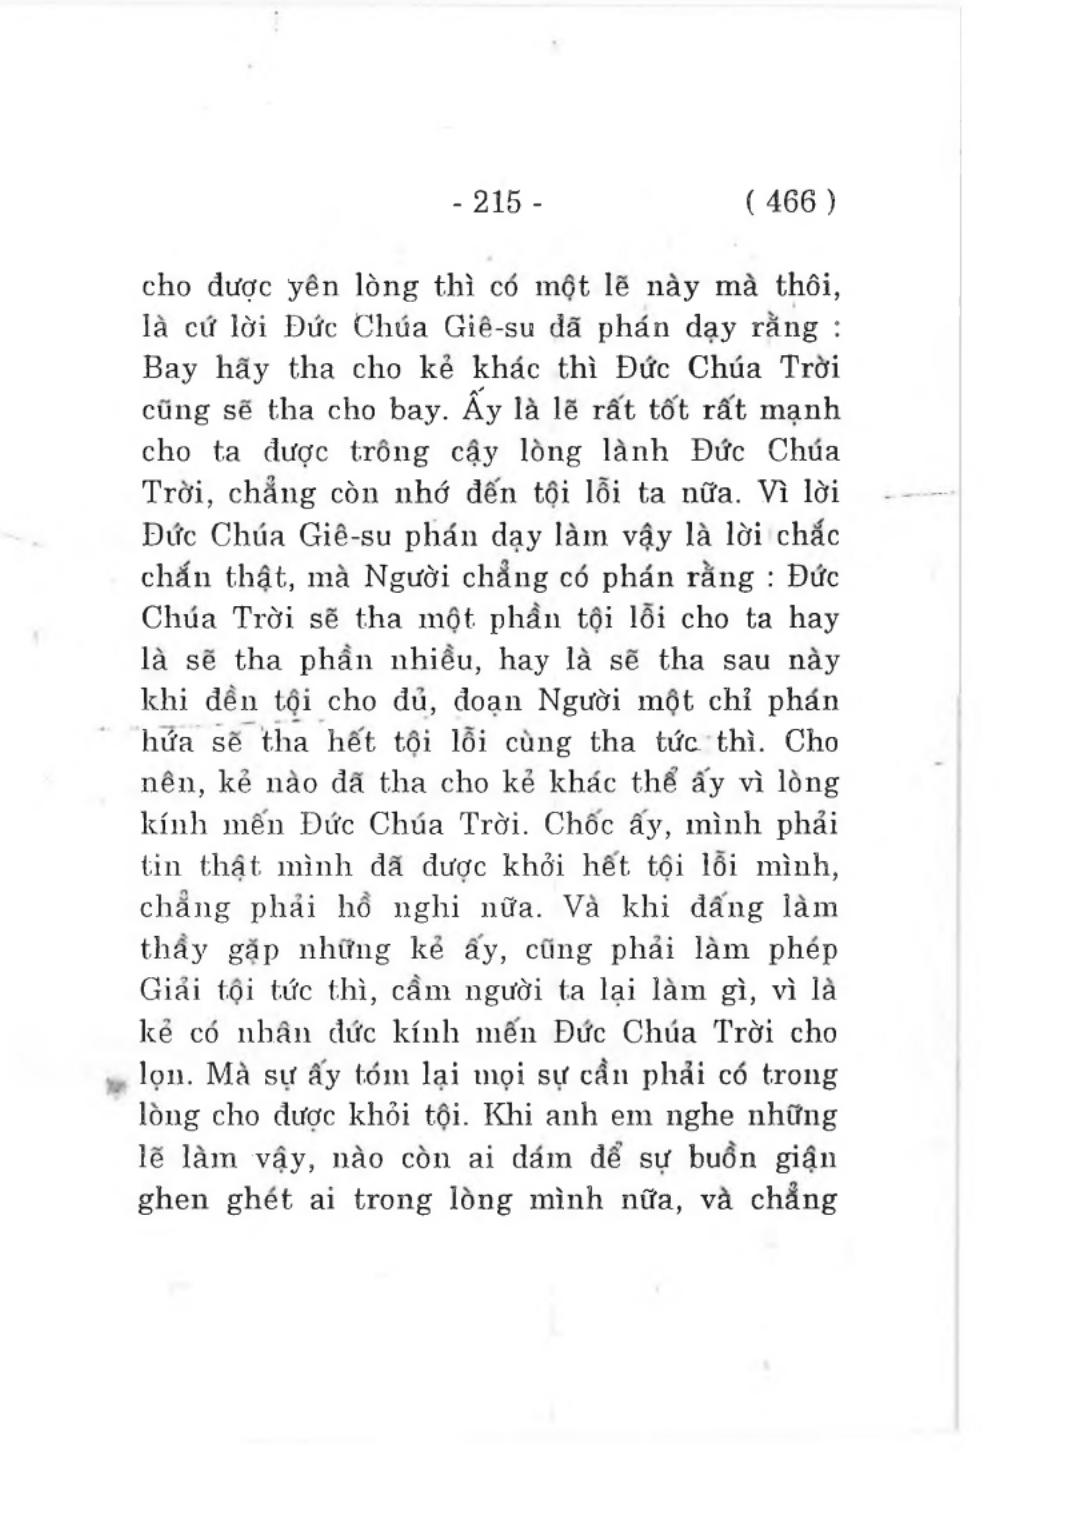 - 215 - ( 466 )
cho được yên lòng thì có một lẽ này mà thôi,
là cứ lời Đức Chúa Giê-su đã phán dạy rằng :
Bay hãy tha cho kẻ khác thì Đức Chúa Trời
cũng sẽ tha cho bay. Ấy là lẽ rất tốt rất mạnh
cho ta được trông cậy lòng lành Đức Chúa
Trời, chẳng còn nhớ đến tội lỗi ta nữa. Vì lời
Đức Chúa Giê-su phán dạy làm vậy là lời chắc
chắn thật, mà Người chẳng có phán rằng : Đức
Chúa Trời sẽ tha một phần tội lỗi cho ta hay
là sẽ tha phần nhiều, hay là sẽ tha sau này
khi đền tội cho đủ, đoạn Người một chỉ phán
hứa sẽ tha hết tội lỗi cùng tha tức thì. Cho
nên, kẻ nào đã tha cho kẻ khác thể ấy vì lòng
kính mến Đức Chúa Trời. Chốc ấy, mình phải
tin thật mình đã được khởi hết tội lỗi mình,
chẳng phải hồ nghi nữa. Và khi đấng làm
thầy gặp những kẻ ấy, cũng phải làm phép
Giải tội tức thì, cầm người ta lại làm gì, vì là
kẻ có nhân đức kính mến Đức Chúa Trời cho
lọn. Mà sự ấy tóm lại mọi sự cần phải có trong
lòng cho được khỏi tội. Khi anh em nghe những
lẽ làm vậy, nào còn ai dám để sự buồn giận
ghen ghét ai trong lòng mình nữa, và chẳng